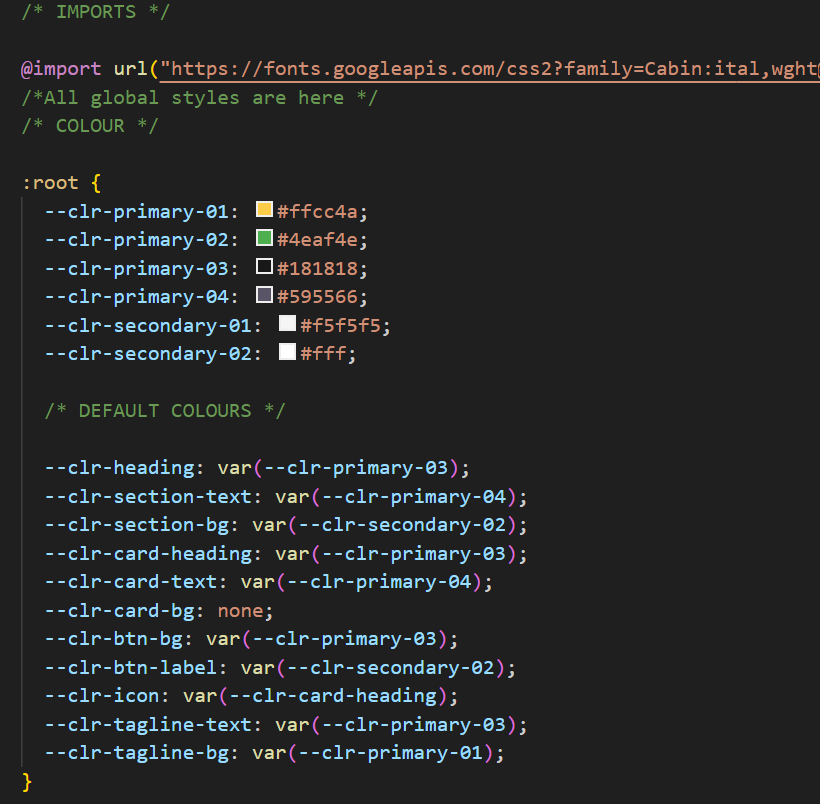 /* IMPORTS */
@import url("https://fonts.googleapis.com/css2?family=Cabin:ital,wght@
/*All global styles are here */
/* COLOUR */
:root {
--clr-primary-01: #ffcc4a;
--clr-primary-02: #4eaf4e;
--clr-primary-03: #181818;
--clr-primary-04: #595566;
--clr-secondary-01: #f5f5f5;
--clr-secondary-02: #fff;
/* DEFAULT COLOURS */
--clr-heading: var(--clr-primary-03);
--clr-section-text: var(--clr-primary-04);
--clr-section-bg: var(--clr-secondary-02);
--clr-card-heading: var(--clr-primary-03);
--clr-card-text: var(--clr-primary-04);
--clr-card-bg: none;
--clr-btn-bg: var(--clr-primary-03);
--clr-btn-label: var(--clr-secondary-02);
--clr-icon: var(--clr-card-heading);
--clr-tagline-text: var(--clr-primary-03);
--clr-tagline-bg: var(--clr-primary-01);
}